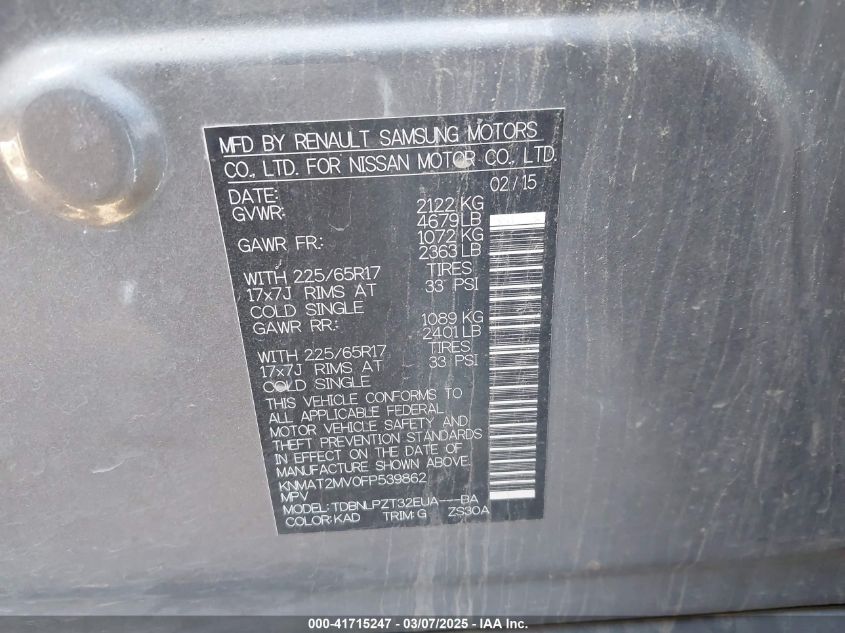 MFD BY RENAULT SAMSUNG MOTORS
CO., LTD. FOR NISSAN MOTOR CO., LTD.
DATE: 02/15
GVWR: 2122 KG
4679 LB
GAWR FR.: 1072 KG
2363 LB
WITH 225/65R17 TIRES
17x7J RIMS AT 33 PSI
COLD SINGLE
GAWR RR.: 1089 KG
2401 LB
WITH 225/65R17 TIRES
17x7J RIMS AT 33 PSI
COLD SINGLE
THIS VEHICLE CONFORMS TO
ALL APPLICABLE FEDERAL
MOTOR VEHICLE SAFETY AND
THEFT PREVENTION STANDARDS
IN EFFECT ON THE DATE OF
MANUFACTURE SHOWN ABOVE.
KNMAT2MV0FP539862
MPV
MODEL: TDBNLPZT32EUA---BA
COLOR: KAD TRIM: G ZS30A
000-41715247 - 03/07/2025 - IAA Inc.